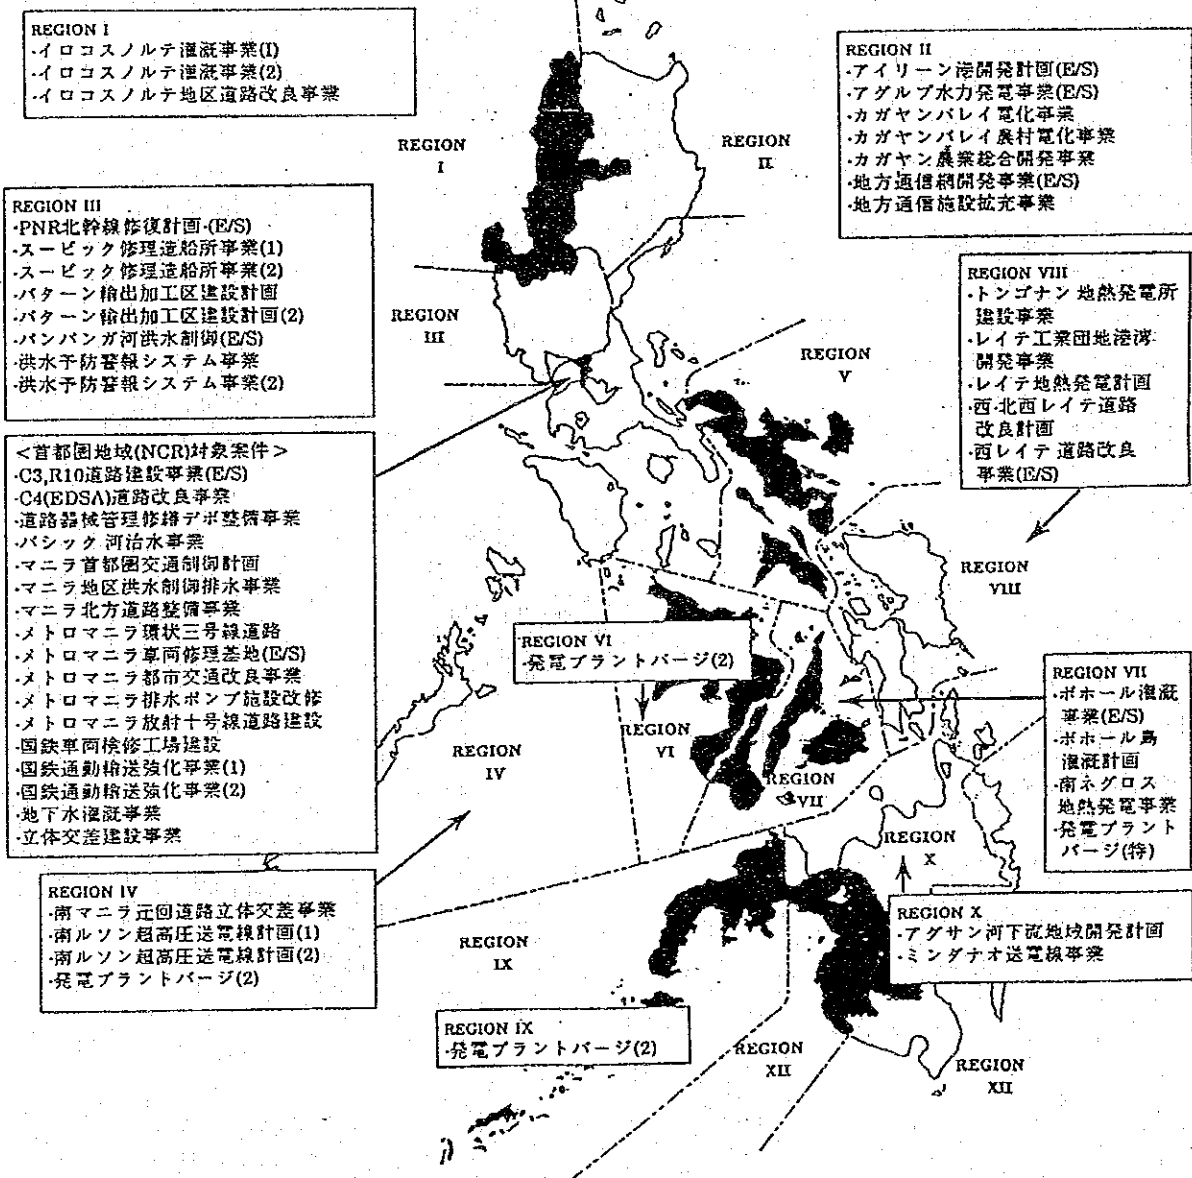 REGION I
・イロコスノルテ灌漑事業(1)
・イロコスノルテ灌漑事業(2)
・イロコスノルテ地区道路改良事業
REGION II
・アイリーン港開発計画(E/S)
・アグルブ水力発電事業(E/S)
・カガヤンバレイ電化事業
・カガヤンバレイ農村電化事業
・カガヤン農業総合開発事業
・地方通信網開発事業(E/S)
・地方通信施設拡充事業
REGION
I
REGION
II
REGION III
・PNR北幹線修復計画・(E/S)
・スービック修理造船所事業(1)
・スービック修理造船所事業(2)
・バターン輸出加工区建設計画
・バターン輸出加工区建設計画(2)
・パンパンガ河洪水制御(E/S)
・洪水予防警報システム事業
・洪水予防警報システム事業(2)
REGION
III
REGION
V
REGION VIII
・トンゴナン 地熱発電所
建設事業
・レイテ工業団地港湾
開発事業
・レイテ地熱発電計画
・西・北西レイテ道路
改良計画
・西レイテ 道路改良
事業(E/S)
<首都圏地域(NCR)対象案件>
・C3,R10道路建設事業(E/S)
・C4(EDSA)道路改良事業
・道路器械管理修繕デポ整備事業
・パシック 河治水事業
・マニラ首都圏交通制御計画
・マニラ地区洪水制御排水事業
・マニラ北方道路整備事業
・メトロマニラ環状三号線道路
・メトロマニラ車両修理基地(E/S)
・メトロマニラ都市交通改良事業
・メトロマニラ排水ポンプ施設改修
・メトロマニラ放射十号線道路建設
・国鉄車両検修工場建設
・国鉄通勤輸送強化事業(1)
・国鉄通勤輸送強化事業(2)
・地下水灌漑事業
・立体交差建設事業
REGION
VIII
REGION VI
・発電プラントバージ(2)
REGION
VI
REGION
IV
REGION
VII
REGION VII
・ボホール灌漑
事業(E/S)
・ボホール島
灌漑計画
・南ネグロス
地熱発電事業
・発電プラント
バージ(特)
REGION
X
REGION IV
・南マニラ迂回道路立体交差事業
・南ルソン超高圧送電線計画(1)
・南ルソン超高圧送電線計画(2)
・発電プラントバージ(2)
REGION
IX
REGION X
・アグサン河下流地域開発計画
・ミンダナオ送電線事業
REGION IX
・発電プラントバージ(2)
REGION
XII
REGION
XII